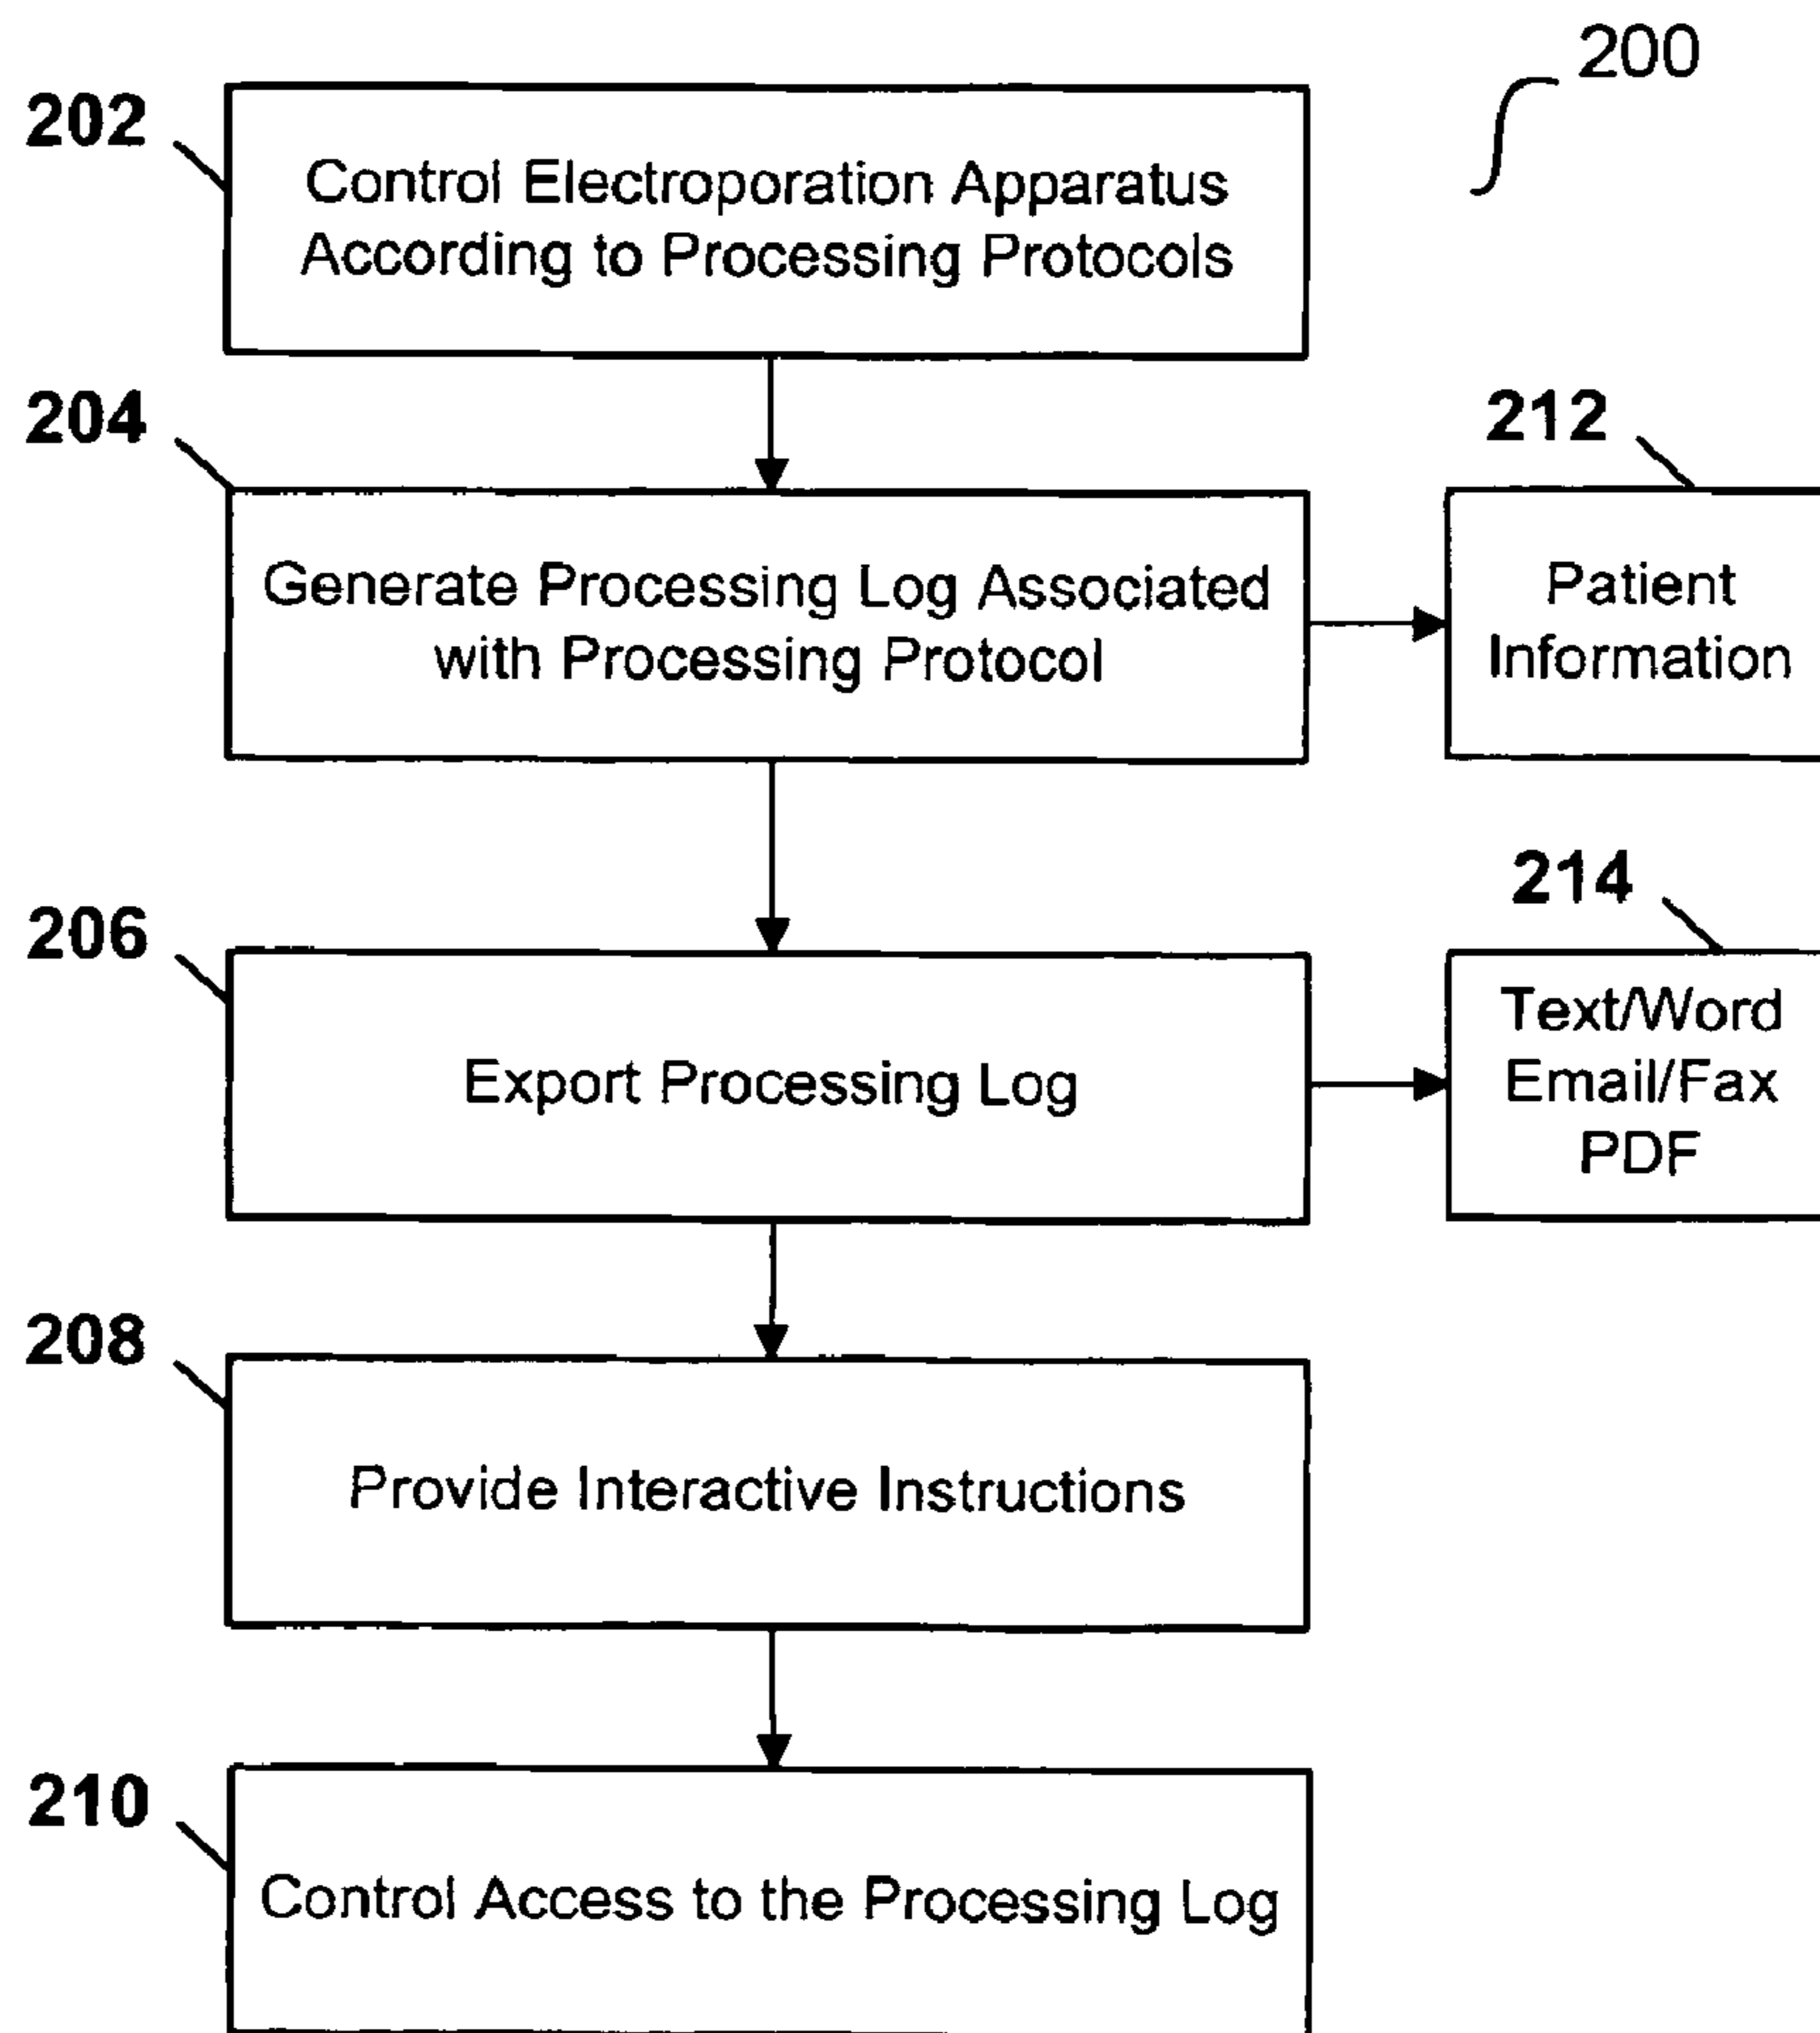 200
202
Control Electroporation Apparatus
According to Processing Protocols
204
Generate Processing Log Associated
with Processing Protocol
212
Patient
Information
206
Export Processing Log
214
Text/Word
Email/Fax
PDF
208
Provide Interactive Instructions
210
Control Access to the Processing Log